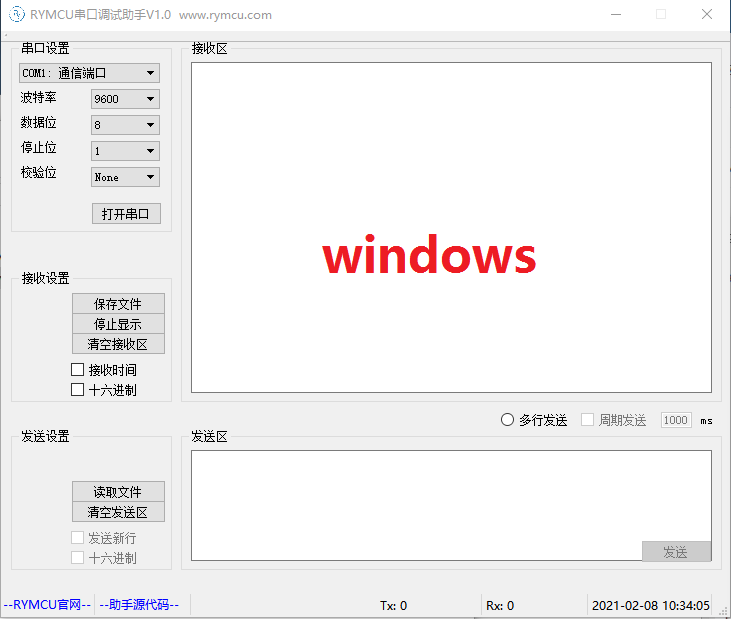 RYMCU串口调试助手V1.0 www.rymcu.com
串口设置
COM1: 通信端口
波特率 9600
数据位 8
停止位 1
校验位 None
打开串口
接收设置
保存文件
停止显示
清空接收区
接收时间
十六进制
发送设置
读取文件
清空发送区
发送新行
十六进制
接收区
windows
多行发送 周期发送 1000 ms
发送区
发送
--RYMCU官网-- --助手源代码-- Tx: 0 Rx: 0 2021-02-08 10:34:05